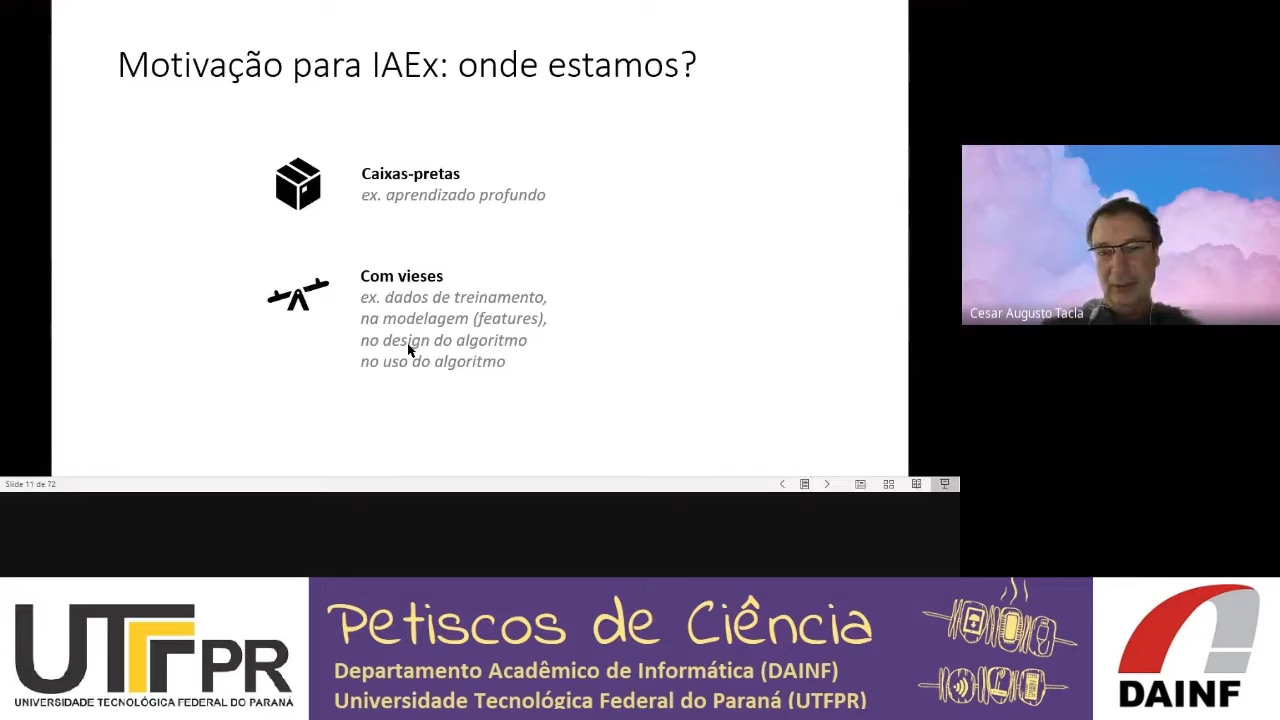 Motivação para IAEx: onde estamos?
Caixas-pretas
ex. aprendizado profundo
Com vieses
ex. dados de treinamento,
na modelagem (features),
no design do algoritmo
no uso do algoritmo
Cesar Augusto Tacla
Slide 11 de 72
UTFPR
UNIVERSIDADE TECNOLÓGICA FEDERAL DO PARANÁ
Petiscos de Ciência
Departamento Acadêmico de Informática (DAINF)
Universidade Tecnológica Federal do Paraná (UTFPR)
DAINF